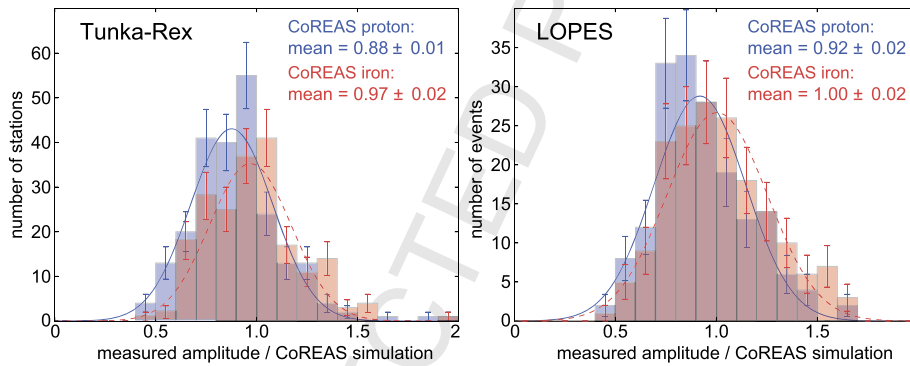 Tunka-Rex
CoREAS proton:
mean = 0.88 ± 0.01
CoREAS iron:
mean = 0.97 ± 0.02
number of stations
60
50
40
30
20
10
0
0
0.5
1.0
1.5
2
measured amplitude / CoREAS simulation
LOPES
CoREAS proton:
mean = 0.92 ± 0.02
CoREAS iron:
mean = 1.00 ± 0.02
number of events
35
30
25
20
15
10
5
0
0
0.5
1.0
1.5
measured amplitude / CoREAS simulation
CTED P